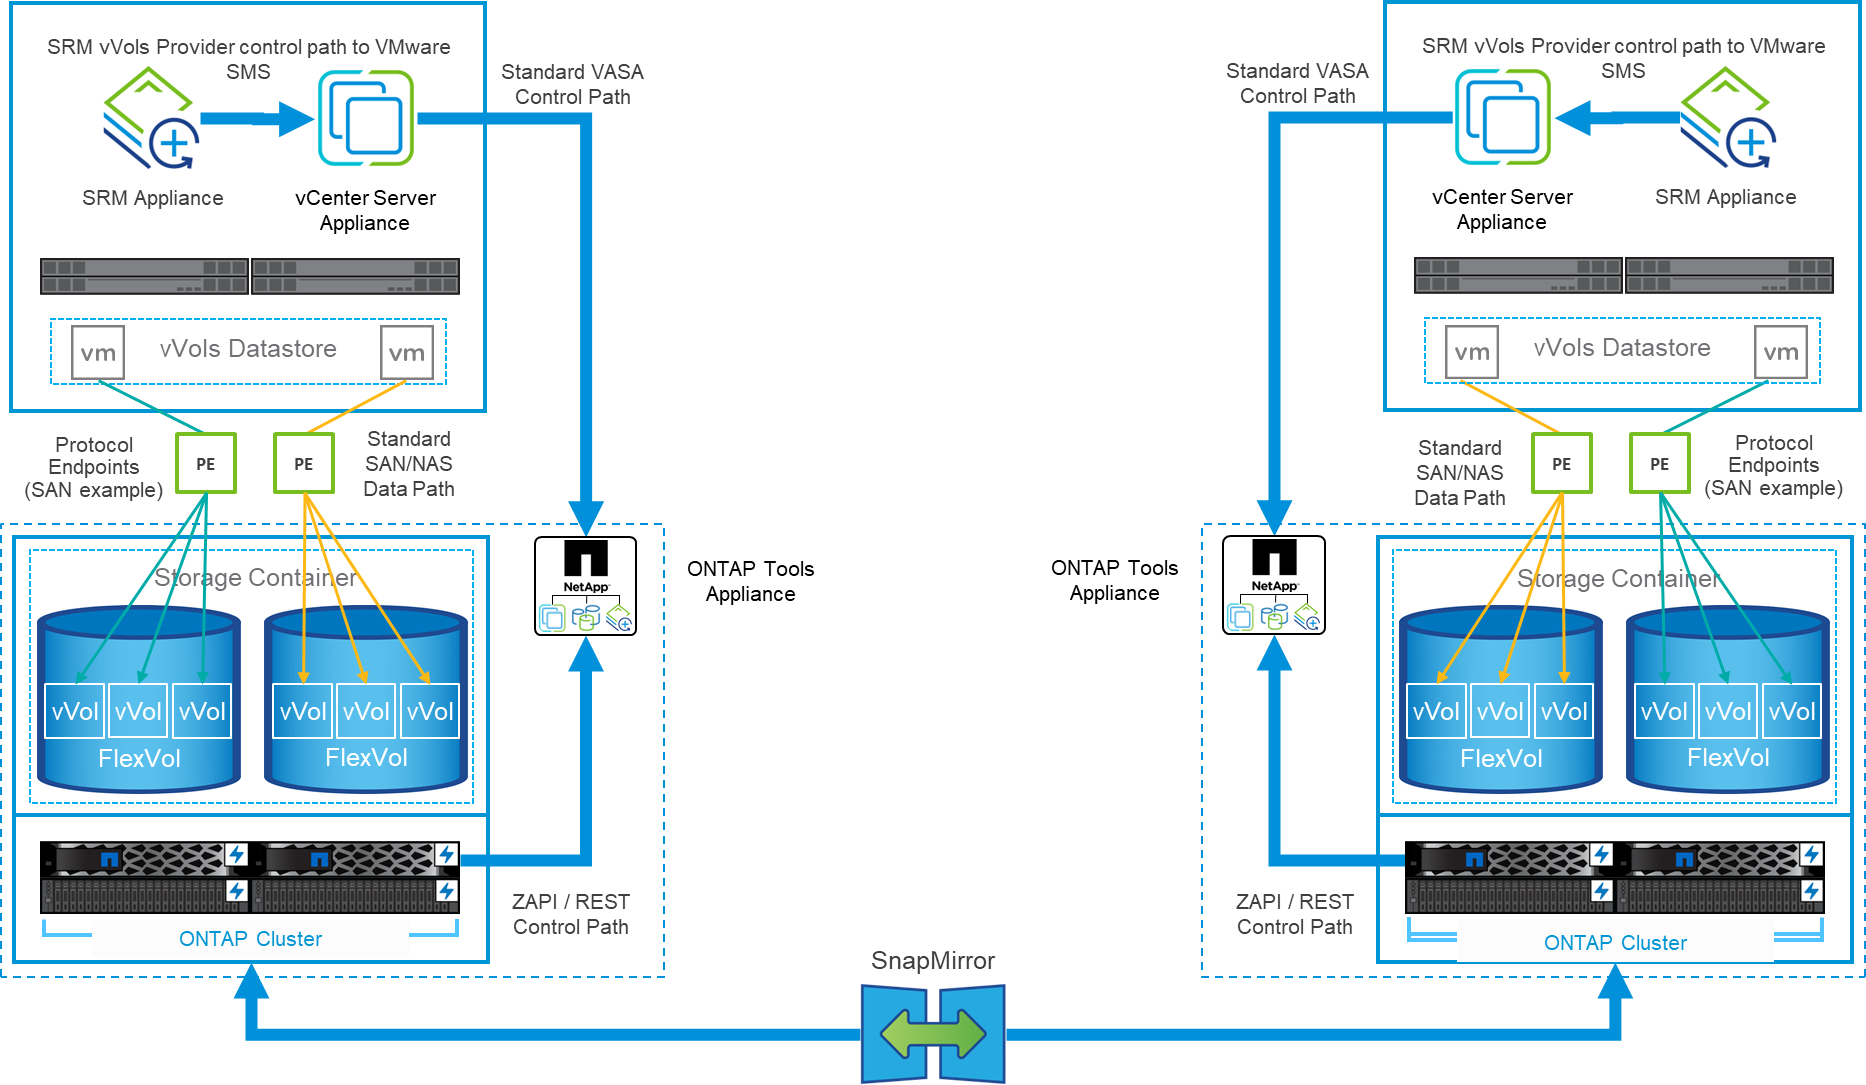 SRM vVols Provider control path to VMware
SMS
Standard VASA
Control Path
SRM Appliance
vCenter Server
Appliance
vm
vVols Datastore
vm
Protocol
Endpoints
(SAN example)
PE
PE
Standard
SAN/NAS
Data Path
Storage Container
NetApp
ONTAP Tools
Appliance
vVol
vVol
vVol
FlexVol
vVol
vVol
vVol
FlexVol
ONTAP Cluster
ZAPI / REST
Control Path
SnapMirror
Standard VASA
Control Path
SRM vVols Provider control path to VMware
SMS
vCenter Server
Appliance
SRM Appliance
vm
vVols Datastore
vm
Standard
SAN/NAS
Data Path
PE
PE
Protocol
Endpoints
(SAN example)
ONTAP Tools
Appliance
NetApp
Storage Container
vVol
vVol
vVol
FlexVol
vVol
vVol
vVol
FlexVol
ZAPI / REST
Control Path
ONTAP Cluster